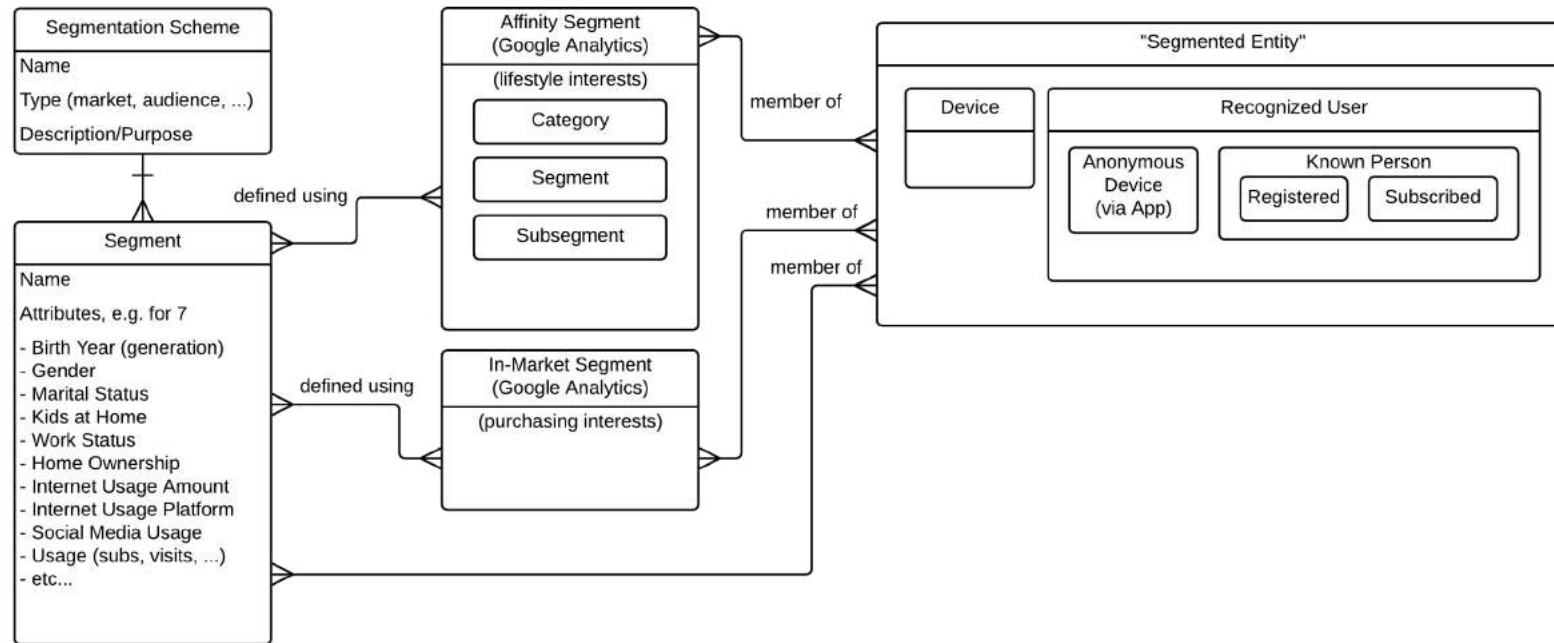 Segmentation Scheme
Name
Type (market, audience, ...)
Description/Purpose
Segment
Name
Attributes, e.g. for 7
- Birth Year (generation)
- Gender
- Marital Status
- Kids at Home
- Work Status
- Home Ownership
- Internet Usage Amount
- Internet Usage Platform
- Social Media Usage
- Usage (subs, visits, ...)
- etc...
defined using
defined using
Affinity Segment
(Google Analytics)
(lifestyle interests)
Category
Segment
Subsegment
In-Market Segment
(Google Analytics)
(purchasing interests)
member of
member of
member of
"Segmented Entity"
Device
Recognized User
Anonymous
Device
(via App)
Known Person
Registered
Subscribed